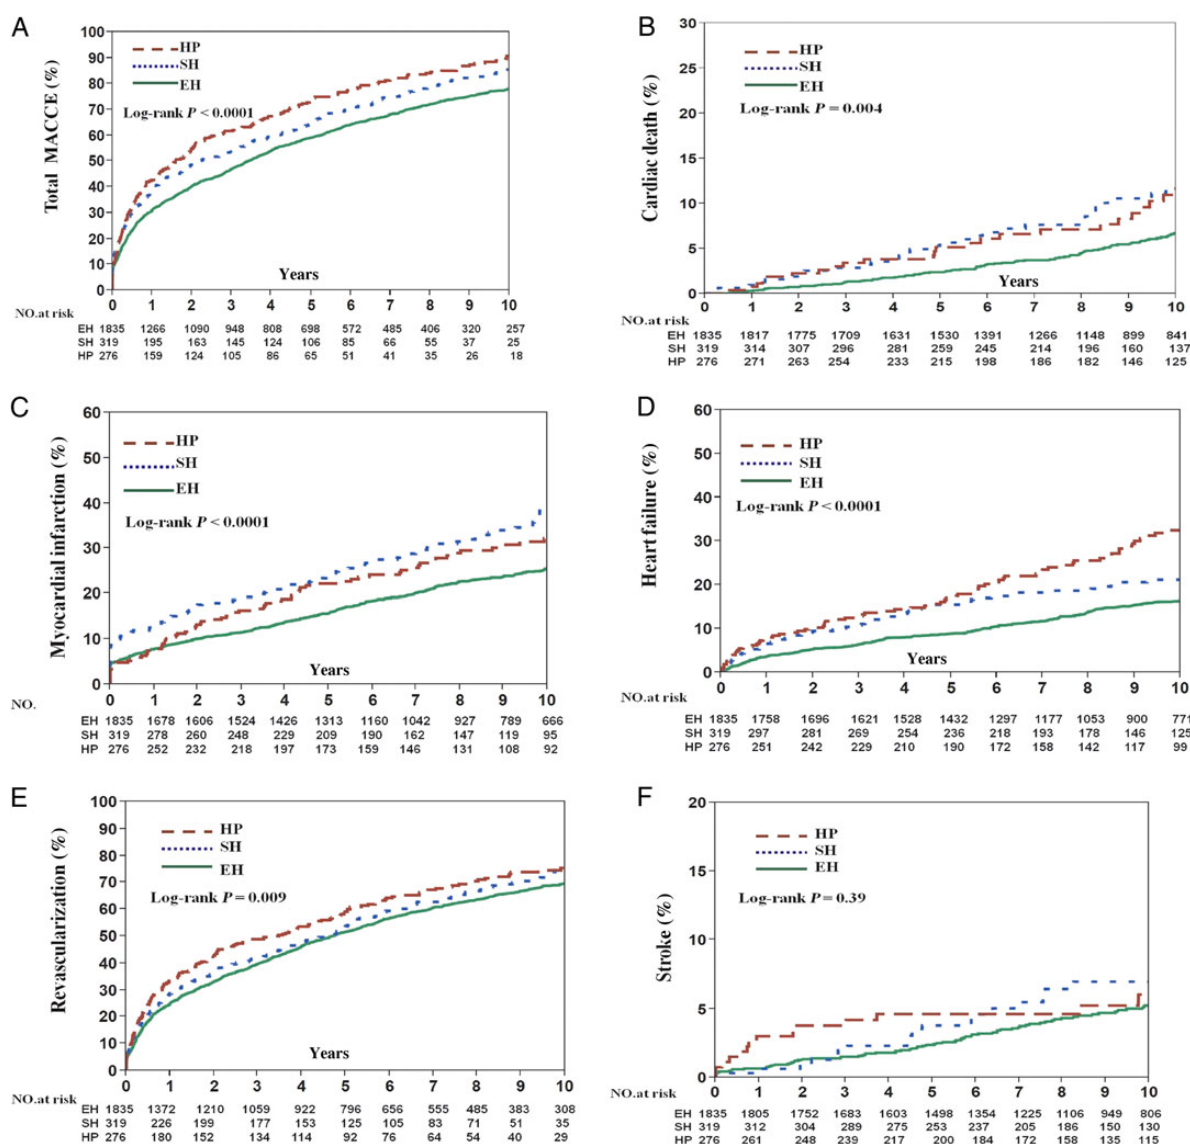 A
Total MACCE (%)
100
90
80
70
60
50
40
30
20
10
0
HP
SH
EH
Log-rank P < 0.0001
Years
0 1 2 3 4 5 6 7 8 9 10
NO.at risk
EH 1835 1266 1090 948 808 698 572 485 406 320 257
SH 319 195 163 145 124 106 85 66 55 37 25
HP 276 159 124 105 86 65 51 41 35 26 18
B
Cardiac death (%)
30
25
20
15
10
5
0
HP
SH
EH
Log-rank P = 0.004
Years
0 1 2 3 4 5 6 7 8 9 10
NO.at risk
EH 1835 1817 1775 1709 1631 1530 1391 1266 1148 899 841
SH 319 314 307 296 281 259 245 214 196 160 137
HP 276 271 263 254 233 215 198 186 182 146 125
C
Myocardial infarction (%)
60
50
40
30
20
10
0
HP
SH
EH
Log-rank P < 0.0001
Years
0 1 2 3 4 5 6 7 8 9 10
NO.
EH 1835 1678 1606 1524 1426 1313 1160 1042 927 789 666
SH 319 278 260 248 229 209 190 162 147 119 95
HP 276 252 232 218 197 173 159 146 131 108 92
D
Heart failure (%)
60
50
40
30
20
10
0
HP
SH
EH
Log-rank P < 0.0001
Years
0 1 2 3 4 5 6 7 8 9 10
NO.at risk
EH 1835 1758 1696 1621 1528 1432 1297 1177 1053 900 771
SH 319 297 281 269 254 236 218 193 178 146 125
HP 276 251 242 229 210 190 172 158 142 117 99
E
Revascularization (%)
100
90
80
70
60
50
40
30
20
10
0
HP
SH
EH
Log-rank P = 0.009
Years
0 1 2 3 4 5 6 7 8 9 10
NO.at risk
EH 1835 1372 1210 1059 922 796 656 555 485 383 308
SH 319 226 199 177 153 125 105 83 71 51 35
HP 276 180 152 134 114 92 76 64 54 40 29
F
Stroke (%)
20
15
10
5
0
HP
SH
EH
Log-rank P = 0.39
0 1 2 3 4 5 6 7 8 9 10
NO.at risk
EH 1835 1805 1752 1683 1603 1498 1354 1225 1106 949 806
SH 319 312 304 289 275 253 237 205 186 150 130
HP 276 261 248 239 217 200 184 172 158 135 115